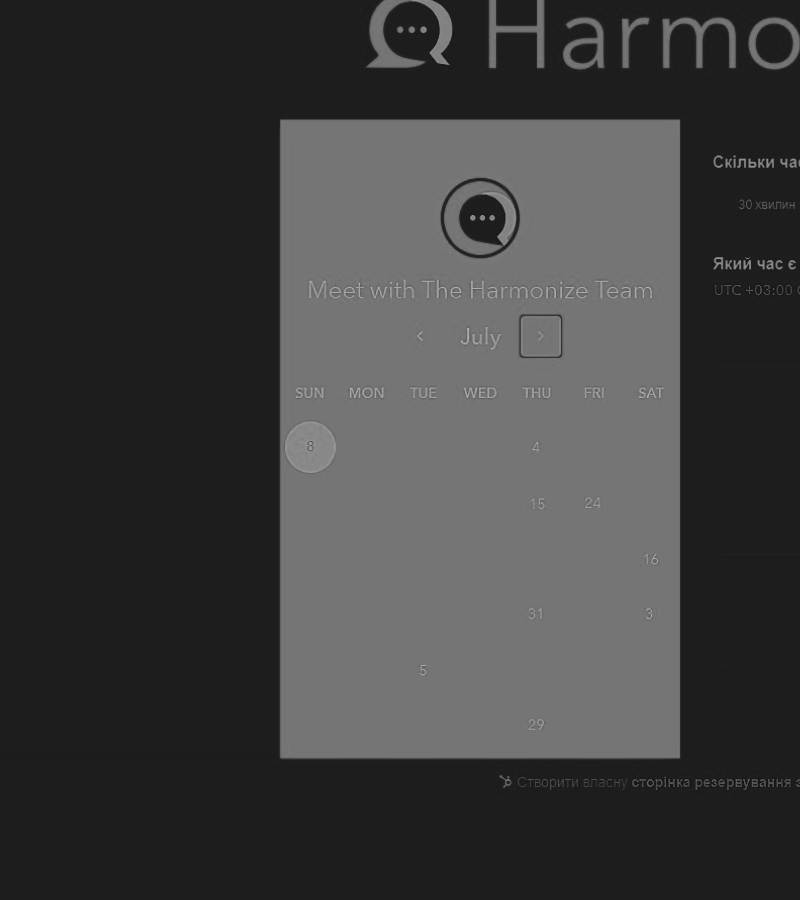 Harmo
Скільки час
30 хвилин
Який час є
UTC +03:00
Meet with The Harmonize Team
July
SUN MON TUE WED THU FRI SAT
8 4
15 24
16
31 3
5
29
Створити власну сторінка резервування з